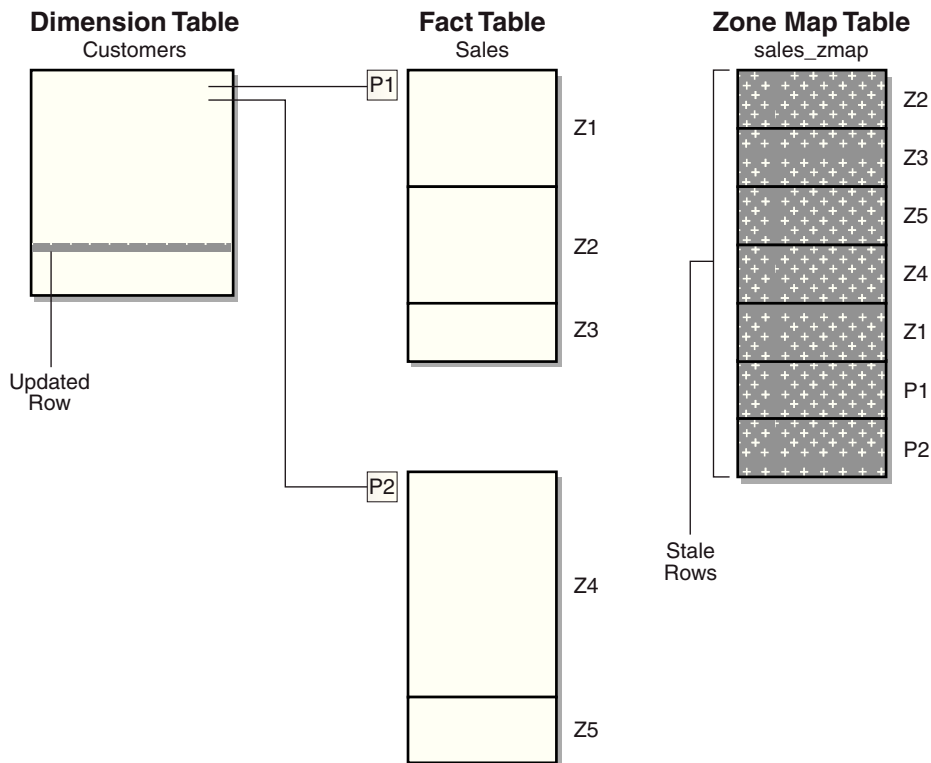 Dimension Table
Customers
Updated
Row
Fact Table
Sales
P1
Z1
Z2
Z3
P2
Z4
Z5
Zone Map Table
sales_zmap
Z2
Z3
Z5
Z4
Z1
P1
P2
Stale
Rows